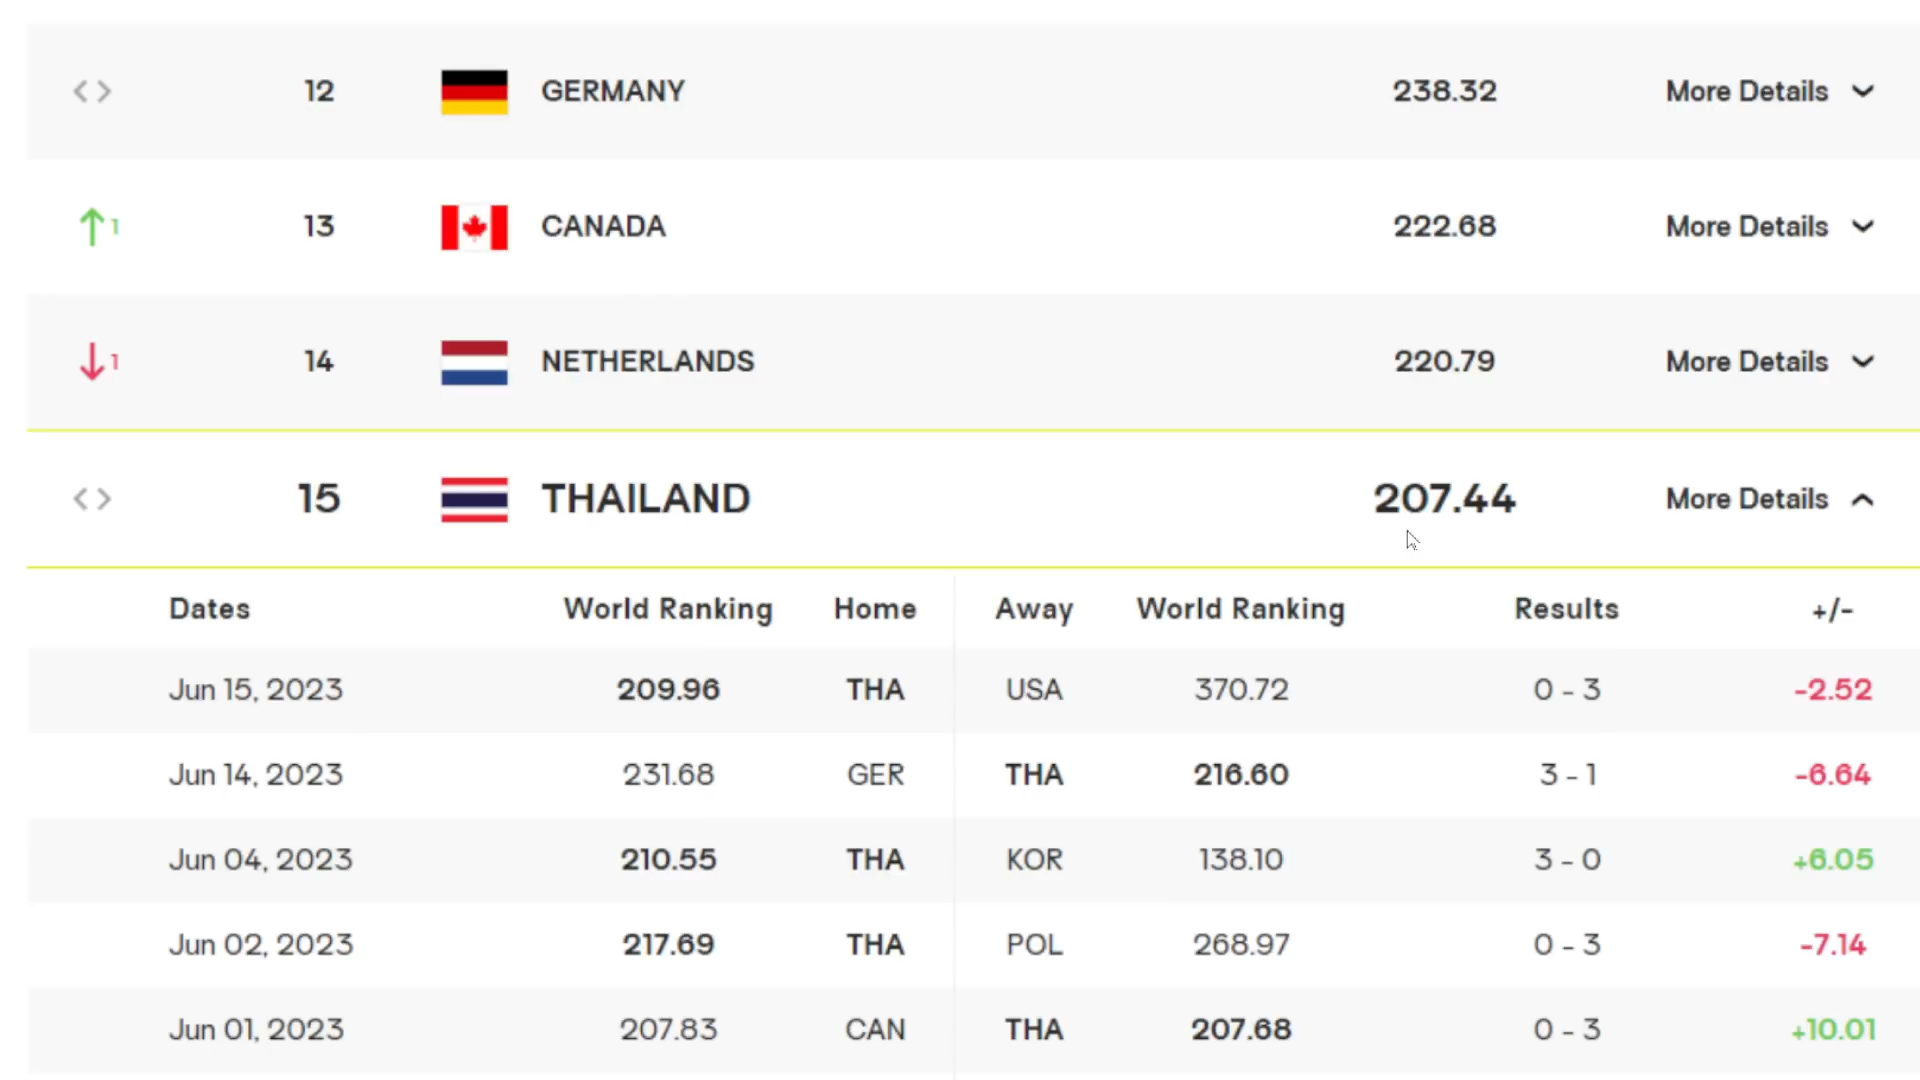 12 GERMANY 238.32 More Details
1 13 CANADA 222.68 More Details
1 14 NETHERLANDS 220.79 More Details
15 THAILAND 207.44 More Details
Dates World Ranking Home Away World Ranking Results +/-
Jun 15, 2023 209.96 THA USA 370.72 0 - 3 -2.52
Jun 14, 2023 231.68 GER THA 216.60 3 - 1 -6.64
Jun 04, 2023 210.55 THA KOR 138.10 3 - 0 +6.05
Jun 02, 2023 217.69 THA POL 268.97 0 - 3 -7.14
Jun 01, 2023 207.83 CAN THA 207.68 0 - 3 +10.01